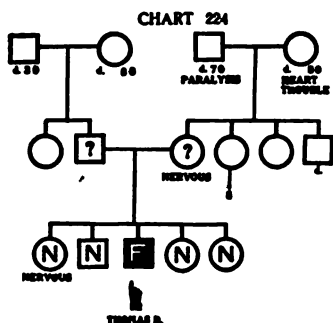 CHART 224
d. 30 d. 80 d. 70 d. 50
PARALYSIS HEART
TROUBLE
? ?
NERVOUS d.
N N F N N
NERVOUS
THOMAS B.